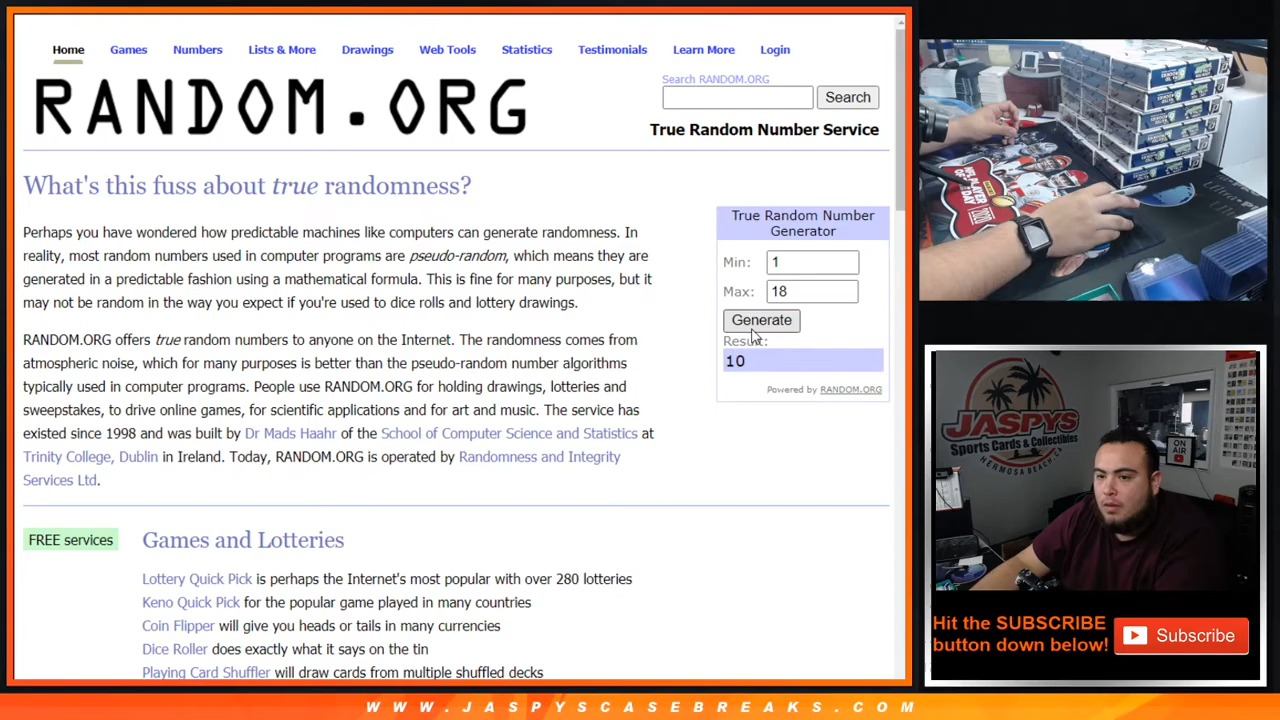 Home Games Numbers Lists & More Drawings Web Tools Statistics Testimonials Learn More Login
RANDOM.ORG
Search RANDOM.ORG
Search
True Random Number Service
What's this fuss about true randomness?
Perhaps you have wondered how predictable machines like computers can generate randomness. In
reality, most random numbers used in computer programs are pseudo-random, which means they are
generated in a predictable fashion using a mathematical formula. This is fine for many purposes, but it
may not be random in the way you expect if you're used to dice rolls and lottery drawings.
RANDOM.ORG offers true random numbers to anyone on the Internet. The randomness comes from
atmospheric noise, which for many purposes is better than the pseudo-random number algorithms
typically used in computer programs. People use RANDOM.ORG for holding drawings, lotteries and
sweepstakes, to drive online games, for scientific applications and for art and music. The service has
existed since 1998 and was built by Dr Mads Haahr of the School of Computer Science and Statistics at
Trinity College, Dublin in Ireland. Today, RANDOM.ORG is operated by Randomness and Integrity
Services Ltd.
True Random Number
Generator
Min: 1
Max: 18
Generate
Result:
10
Powered by RANDOM.ORG
FREE services
Games and Lotteries
Lottery Quick Pick is perhaps the Internet's most popular with over 280 lotteries
Keno Quick Pick for the popular game played in many countries
Coin Flipper will give you heads or tails in many currencies
Dice Roller does exactly what it says on the tin
Playing Card Shuffler will draw cards from multiple shuffled decks
NFL PLAYER
OF THE DAY
JASPYS
Sports Cards & Collectibles
HERMOSA BEACH, CA
ON
AIR
Hit the SUBSCRIBE
button down below!
Subscribe
WWW.JASPYSCASEBREAKS.COM